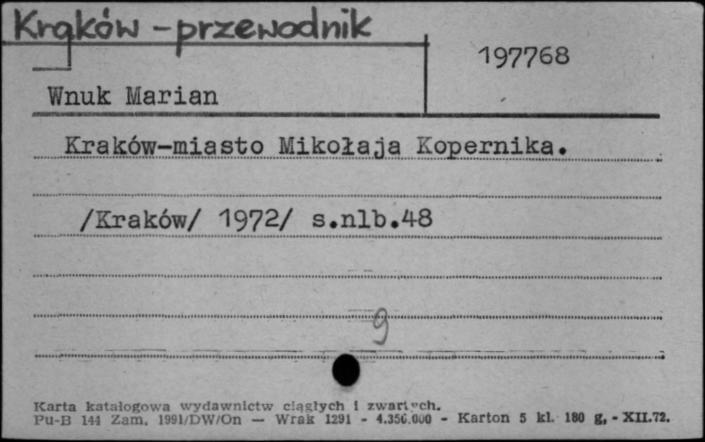 Kraków - przewodnik
197768
Wnuk Marian
Kraków-miasto Mikołaja Kopernika.
/Kraków/ 1972/ s.nlb.48
9
Karta katalogowa wydawnictw ciągłych i zwartych.
Pu-B 144 Zam. 1991/DW/On — Wrak 1291 - 4.356.000 - Karton 5 kl. 180 g, - XII.72.